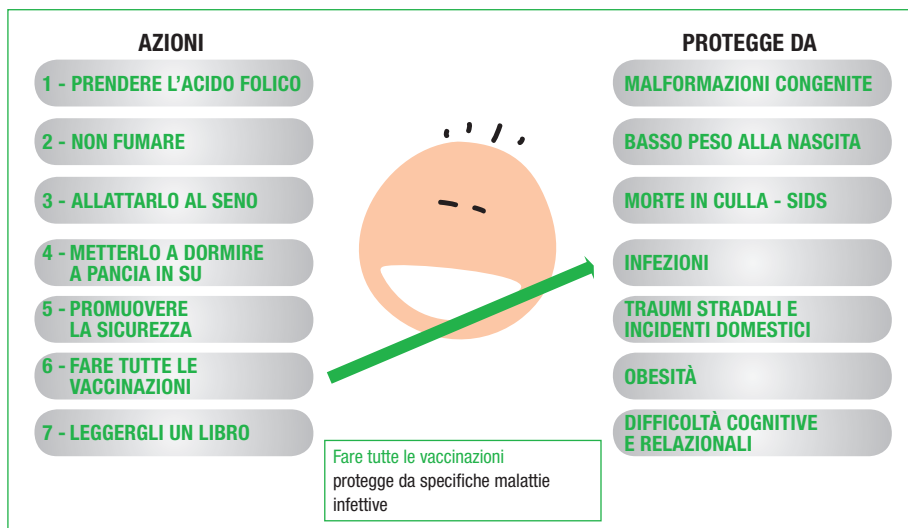 AZIONI
1 - PRENDERE L'ACIDO FOLICO
2 - NON FUMARE
3 - ALLATTARLO AL SENO
4 - METTERLO A DORMIRE
A PANCIA IN SU
5 - PROMUOVERE
LA SICUREZZA
6 - FARE TUTTE LE
VACCINAZIONI
7 - LEGGERGLI UN LIBRO
PROTEGGE DA
MALFORMAZIONI CONGENITE
BASSO PESO ALLA NASCITA
MORTE IN CULLA - SIDS
INFEZIONI
TRAUMI STRADALI E
INCIDENTI DOMESTICI
OBESITÀ
DIFFICOLTÀ COGNITIVE
E RELAZIONALI
Fare tutte le vaccinazioni
protegge da specifiche malattie
infettive